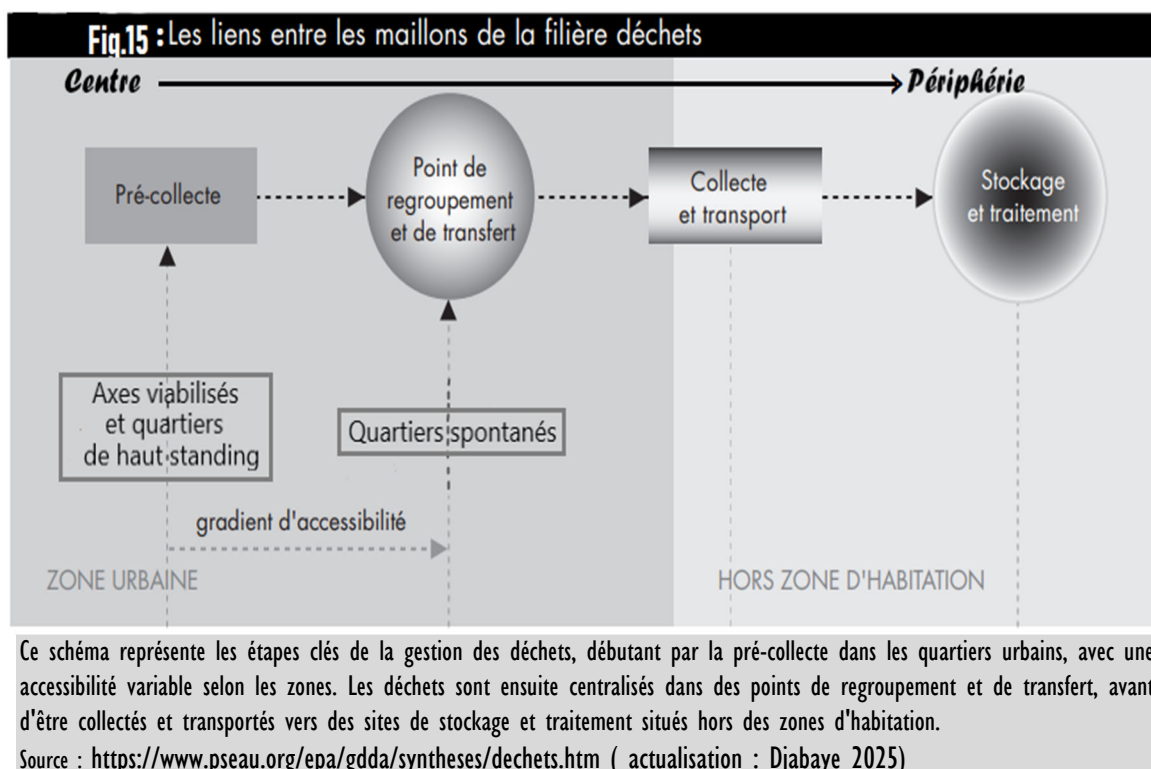 Fig.15 : Les liens entre les maillons de la filière déchets
Centre
Périphérie
Pré-collecte
Point de
regroupement
et de transfert
Collecte
et transport
Stockage
et traitement
Axes viabilisés
et quartiers
de haut standing
Quartiers spontanés
gradient d'accessibilité
ZONE URBAINE
HORS ZONE D'HABITATION
Ce schéma représente les étapes clés de la gestion des déchets, débutant par la pré-collecte dans les quartiers urbains, avec une
accessibilité variable selon les zones. Les déchets sont ensuite centralisés dans des points de regroupement et de transfert, avant
d'être collectés et transportés vers des sites de stockage et traitement situés hors des zones d'habitation.
Source : https://www.pseau.org/epa/gdda/syntheses/dechets.htm ( actualisation : Djabaye 2025)